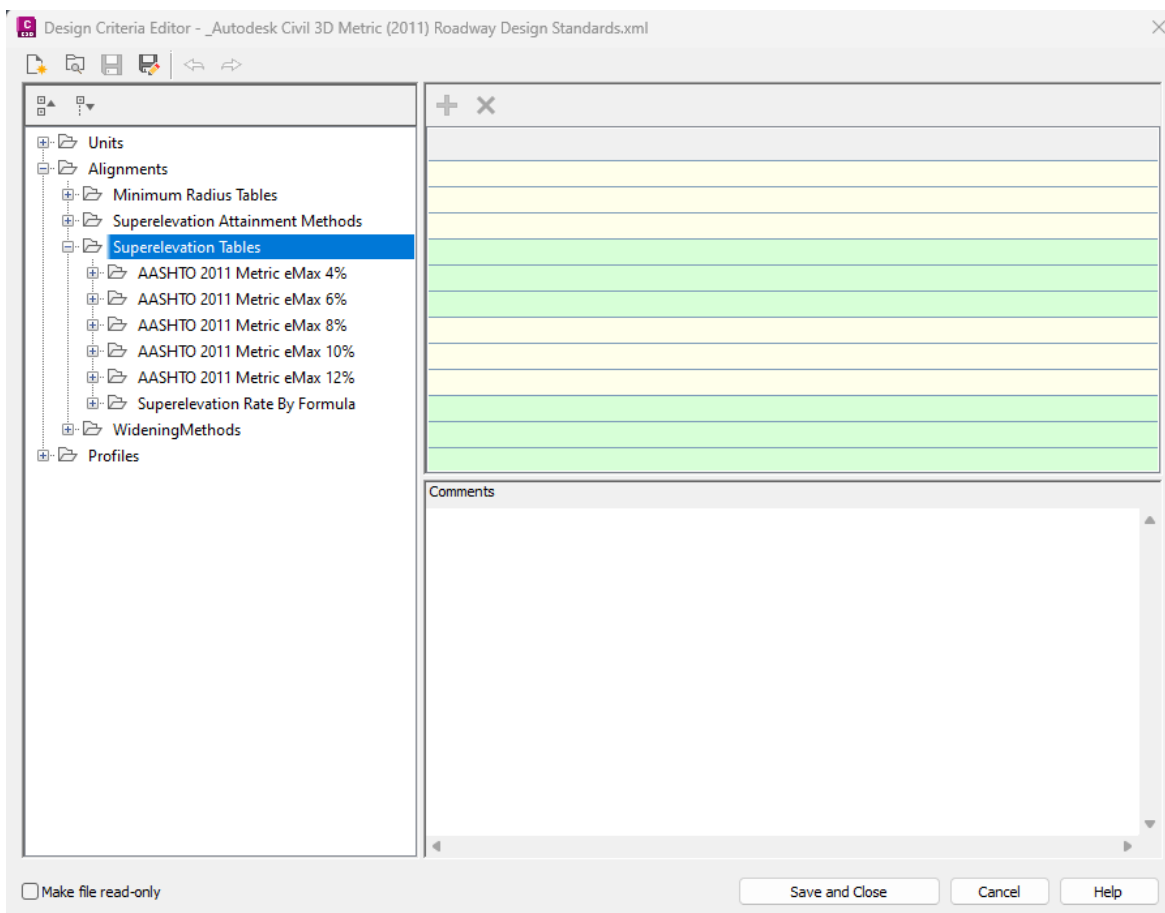 Design Criteria Editor - _Autodesk Civil 3D Metric (2011) Roadway Design Standards.xml
Units
Alignments
Minimum Radius Tables
Superelevation Attainment Methods
Superelevation Tables
AASHTO 2011 Metric eMax 4%
AASHTO 2011 Metric eMax 6%
AASHTO 2011 Metric eMax 8%
AASHTO 2011 Metric eMax 10%
AASHTO 2011 Metric eMax 12%
Superelevation Rate By Formula
WideningMethods
Profiles
Comments
Make file read-only
Save and Close
Cancel
Help